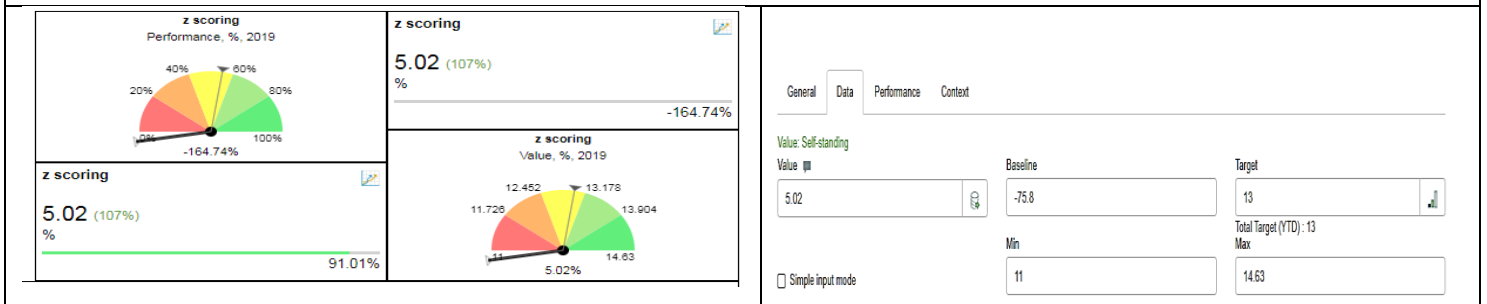 z scoring
Performance, %, 2019
40%
60%
20%
80%
0%
100%
-164.74%
z scoring
5.02 (107%)
%
-164.74%
z scoring
5.02 (107%)
%
91.01%
z scoring
Value, %, 2019
12.452
13.178
11.726
13.904
11
14.63
5.02%
General
Data
Performance
Context
Value: Self-standing
Value
Baseline
Target
5.02
-75.8
13
Total Target (YTD) : 13
Min
Max
Simple input mode
11
14.63